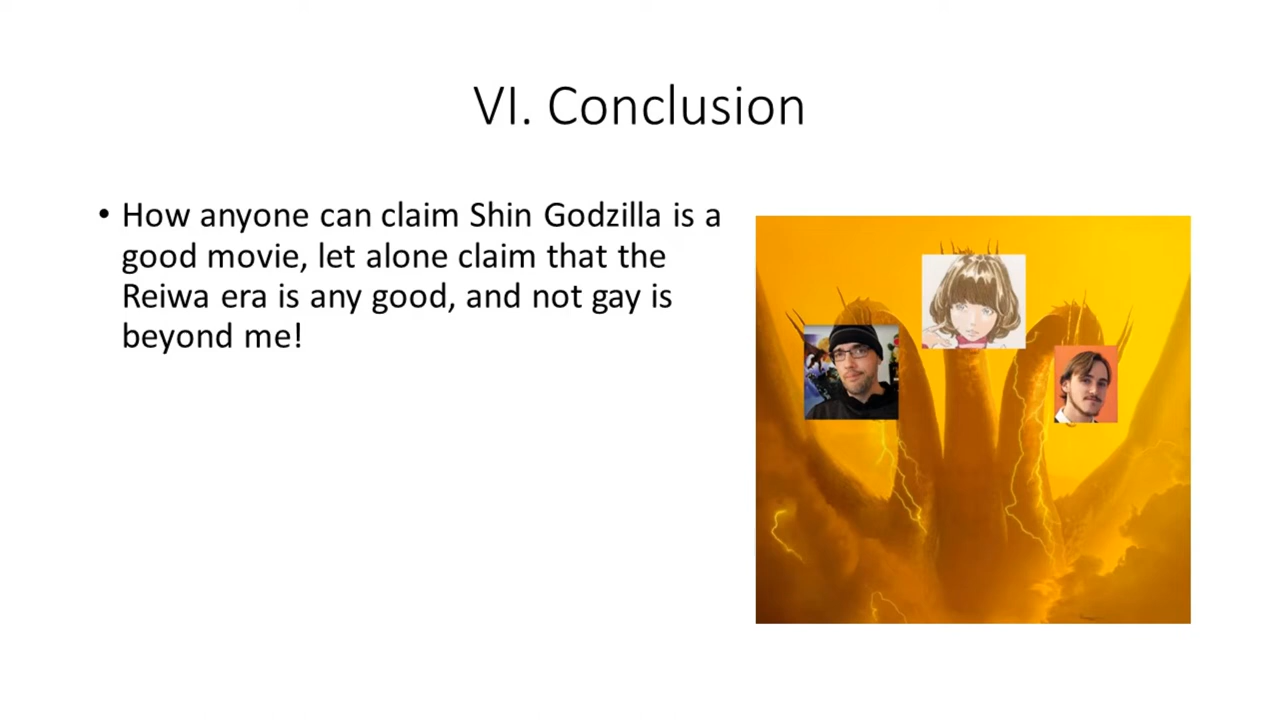 VI. Conclusion
• How anyone can claim Shin Godzilla is a
good movie, let alone claim that the
Reiwa era is any good, and not gay is
beyond me!